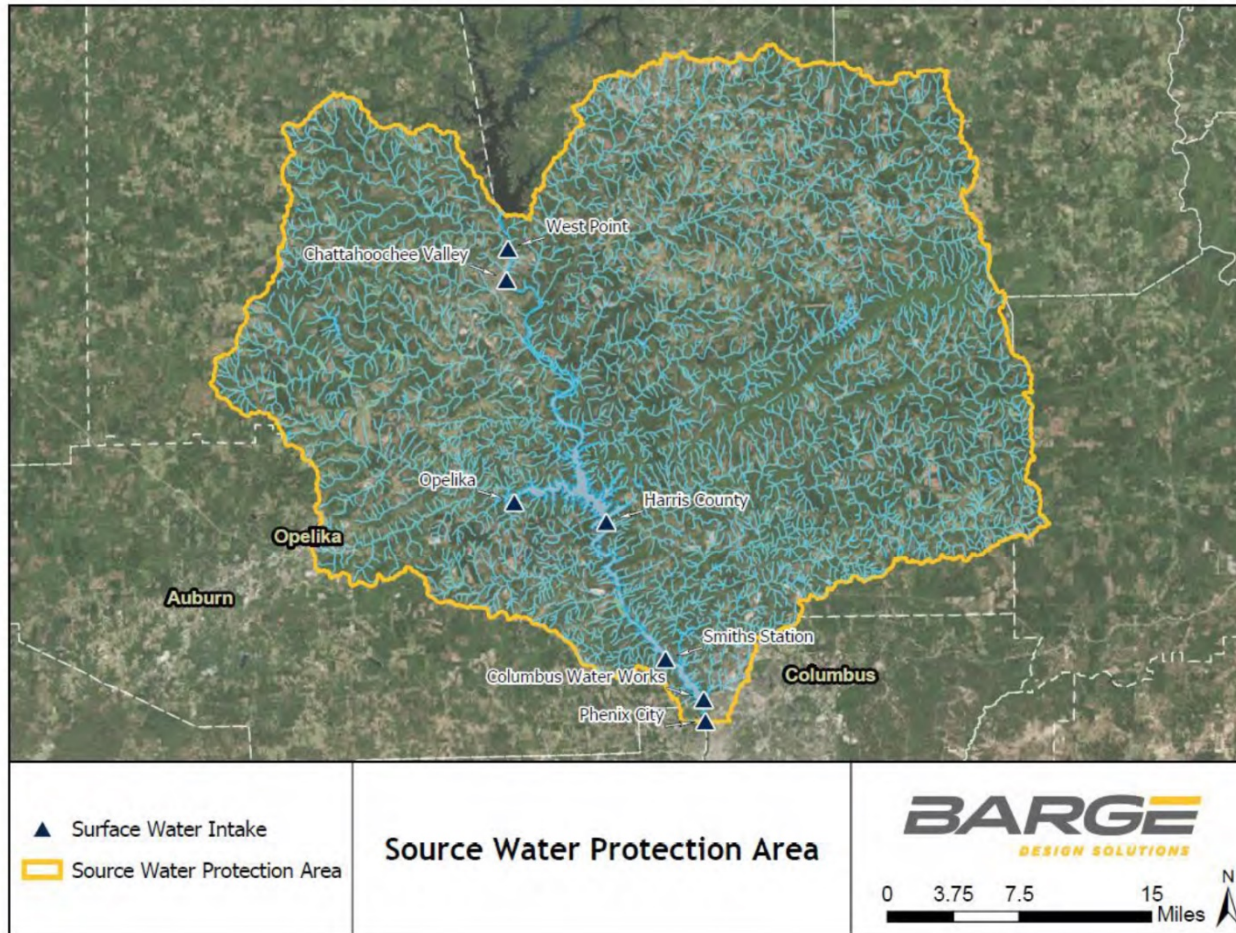 West Point
Chattahoochee Valley
Opelika
Harris County
Opelika
Auburn
Smiths Station
Columbus Water Works
Columbus
Phenix City
Surface Water Intake
Source Water Protection Area
Source Water Protection Area
BARGE
DESIGN SOLUTIONS
N
0 3.75 7.5 15
Miles